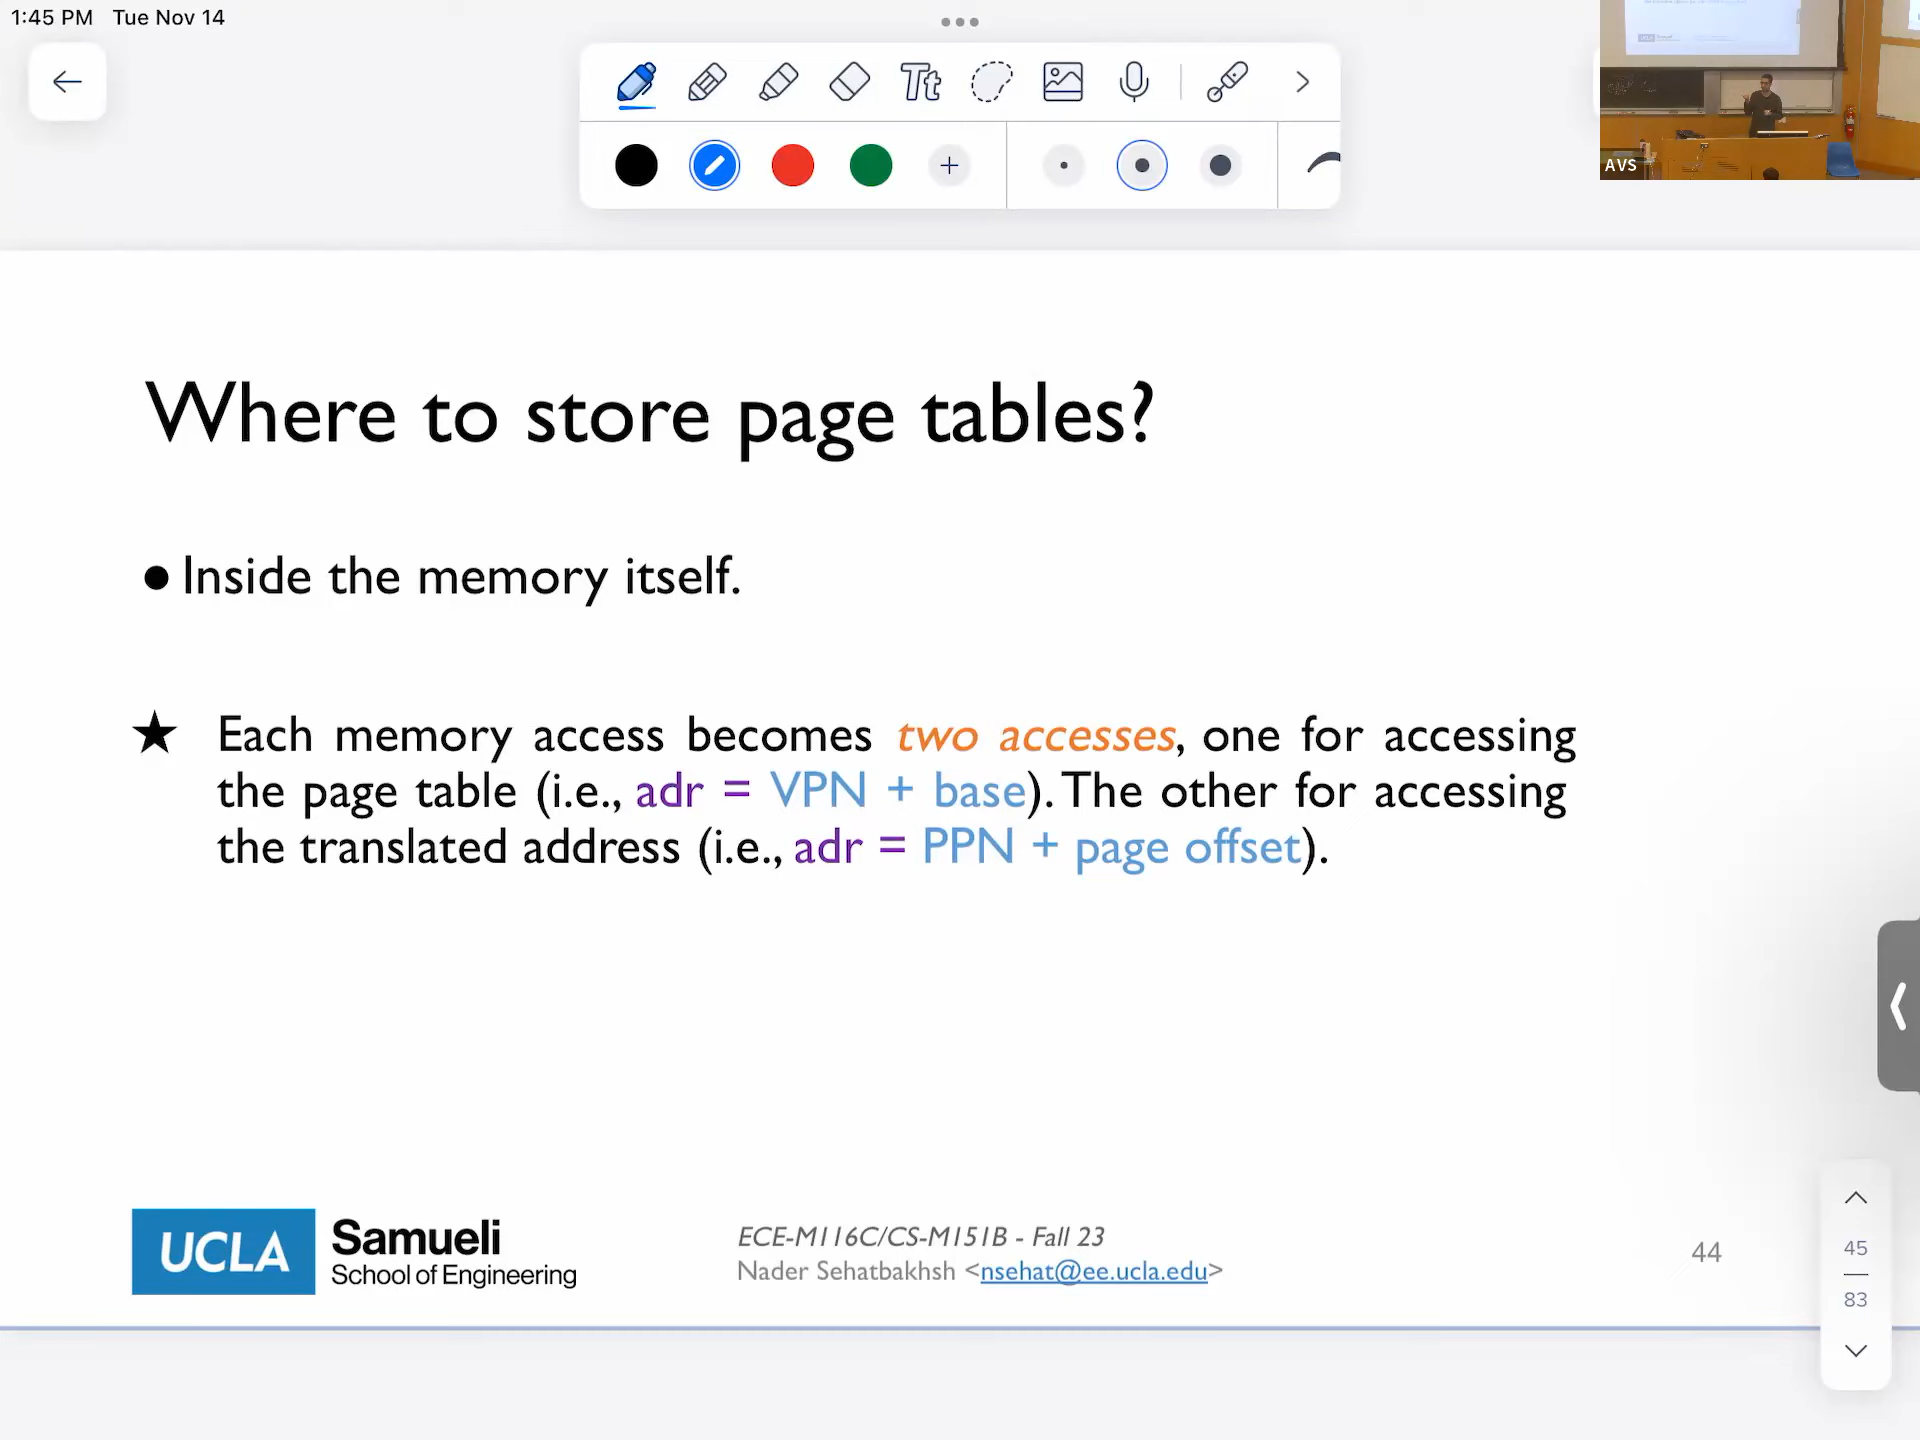 1:45 PM Tue Nov 14
Tt
AVS
Where to store page tables?
● Inside the memory itself.
★ Each memory access becomes two accesses, one for accessing
the page table (i.e., adr = VPN + base). The other for accessing
the translated address (i.e., adr = PPN + page offset).
UCLA Samueli
School of Engineering
ECE-M116C/CS-M151B - Fall 23
Nader Sehatbakhsh <nsehat@ee.ucla.edu>
44
45
83